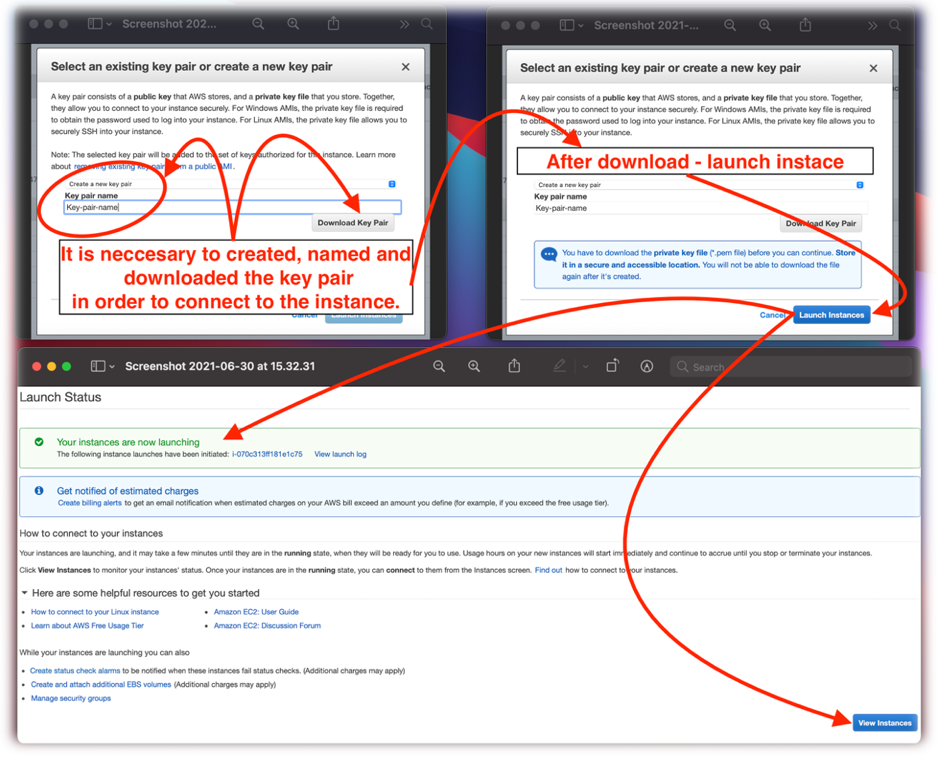 Screenshot 202...
Select an existing key pair or create a new key pair
A key pair consists of a public key that AWS stores, and a private key file that you store. Together,
they allow you to connect to your instance securely. For Windows AMIs, the private key file is required
to obtain the password used to log into your instance. For Linux AMIs, the private key file allows you to
securely SSH into your instance.
Note: The selected key pair will be added to the set of keys authorized for this instance. Learn more
about removing existing key pairs from a public AMI.
Create a new key pair
Key pair name
Key-pair-name
Download Key Pair
It is neccesary to created, named and
downloaded the key pair
in order to connect to the instance.
Cancel
Launch Instances
Screenshot 2021-...
Select an existing key pair or create a new key pair
A key pair consists of a public key that AWS stores, and a private key file that you store. Together,
they allow you to connect to your instance securely. For Windows AMIs, the private key file is required
to obtain the password used to log into your instance. For Linux AMIs, the private key file allows you to
securely SSH into your instance.
After download - launch instace
Create a new key pair
Key pair name
Key-pair-name
Download Key Pair
You have to download the private key file (*.pem file) before you can continue. Store
it in a secure and accessible location. You will not be able to download the file
again after it's created.
Cancel
Launch Instances
Screenshot 2021-06-30 at 15.32.31
Search
Launch Status
Your instances are now launching
The following instance launches have been initiated: i-070c313ff181e1c75 View launch log
Get notified of estimated charges
Create billing alerts to get an email notification when estimated charges on your AWS bill exceed an amount you define (for example, if you exceed the free usage tier).
How to connect to your instances
Your instances are launching, and it may take a few minutes until they are in the running state, when they will be ready for you to use. Usage hours on your new instances will start immediately and continue to accrue until you stop or terminate your instances.
Click View Instances to monitor your instances' status. Once your instances are in the running state, you can connect to them from the Instances screen. Find out how to connect to your instances.
Here are some helpful resources to get you started
How to connect to your Linux instance
Amazon EC2: User Guide
Learn about AWS Free Usage Tier
Amazon EC2: Discussion Forum
While your instances are launching you can also
Create status check alarms to be notified when these instances fail status checks. (Additional charges may apply)
Create and attach additional EBS volumes (Additional charges may apply)
Manage security groups
View Instances